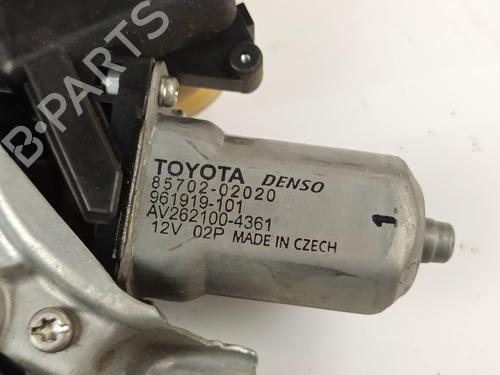 TOYOTA DENSO
85702-02020
961919-101
AV262100-4361
12V 02P MADE IN CZECH
1
B-PARTS